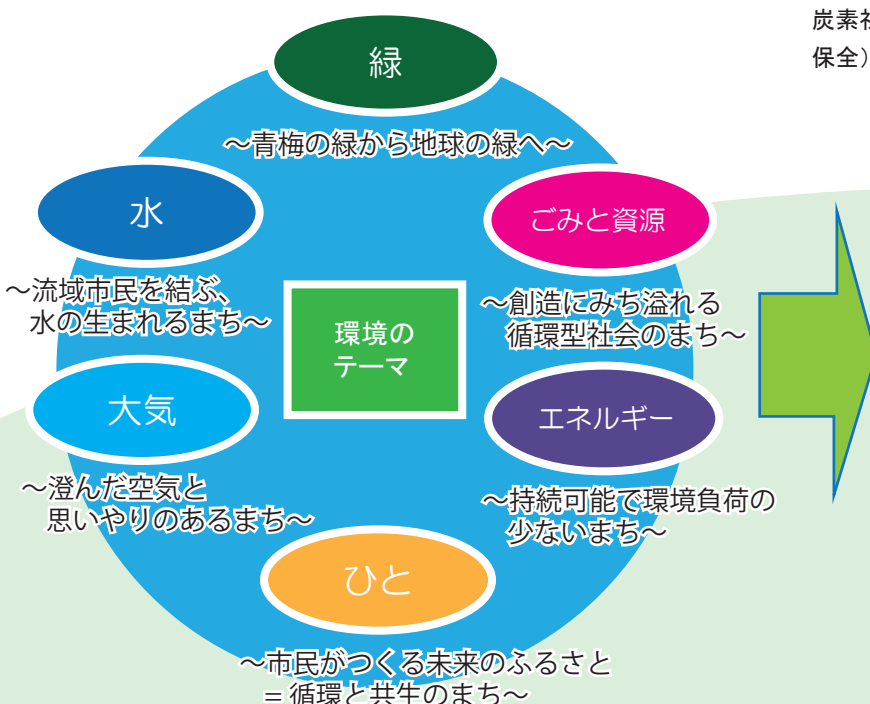 炭素社
保全)
緑
~青梅の緑から地球の緑へ~
水
~流域市民を結ぶ、
水の生まれるまち~
ごみと資源
~創造にみち溢れる
循環型社会のまち~
環境の
テーマ
大気
~澄んだ空気と
思いやりのあるまち~
エネルギー
~持続可能で環境負荷の
少ないまち~
ひと
~市民がつくる未来のふるさと
=循環と共生のまち~